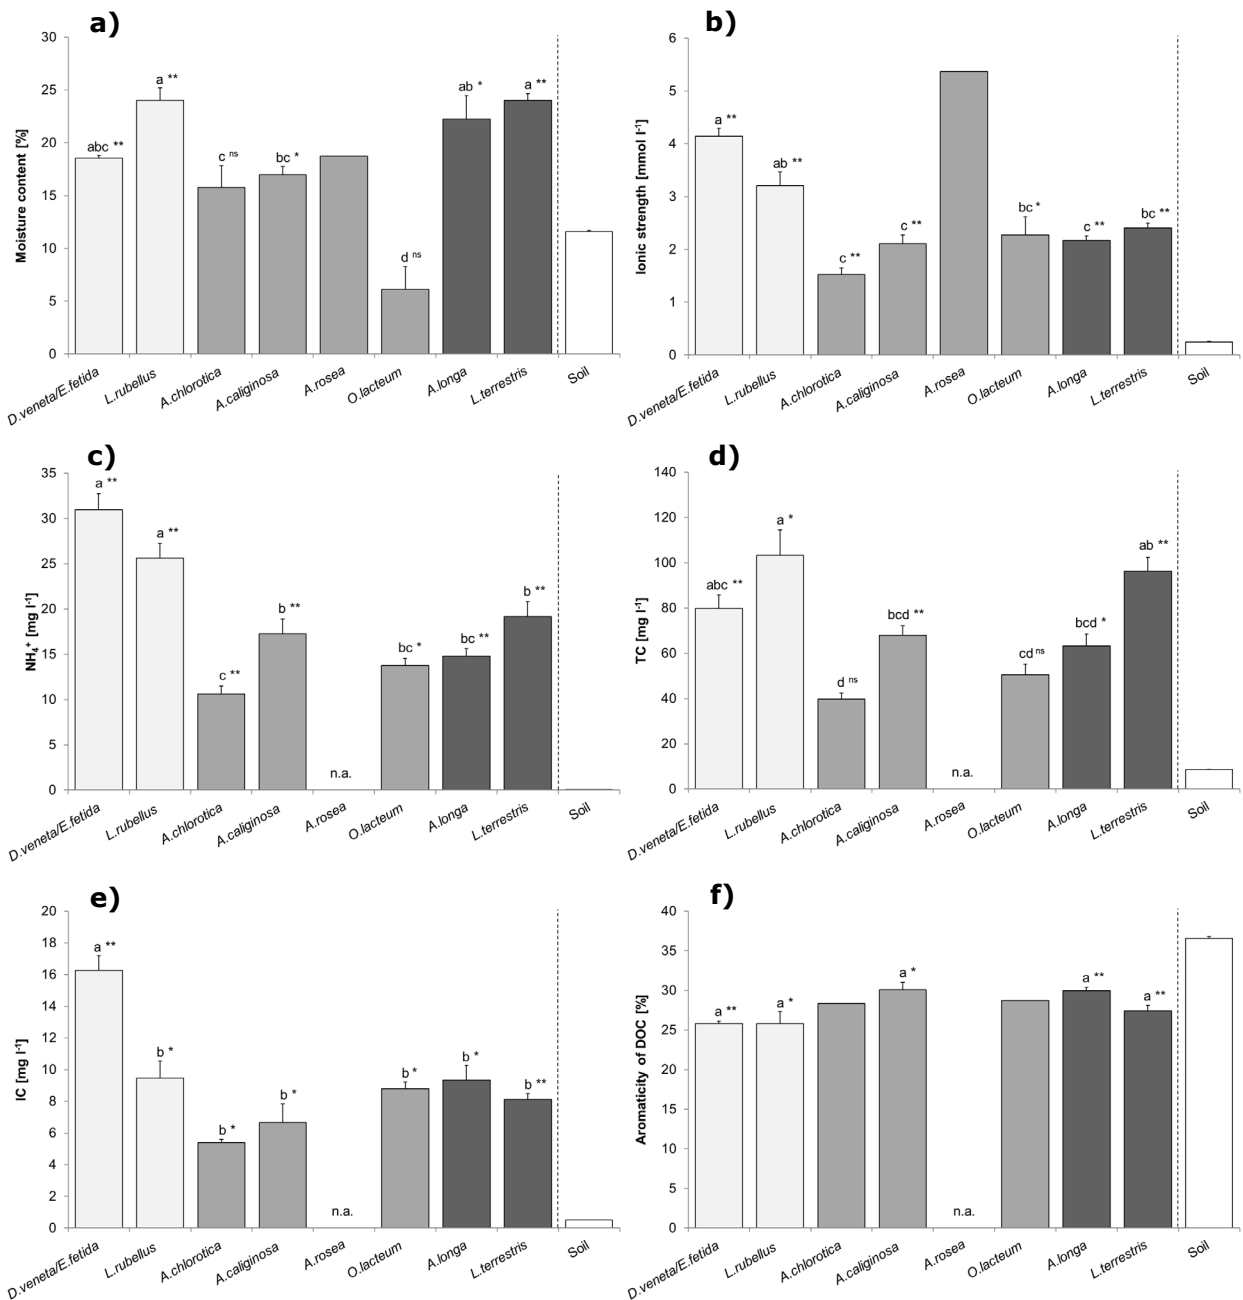 a)
30
25
20
15
10
5
0
Moisture content [%]
abc **
a **
c ns
bc *
d ns
ab *
a **
D.veneta/E.fetida
L.rubellus
A.chlorotica
A.caliginosa
A.rosea
O.lacteum
A.longa
L.terrestris
Soil
b)
6
5
4
3
2
1
0
Ionic strength [mmol l-1]
a **
ab **
c **
c **
bc *
c **
bc **
D.veneta/E.fetida
L.rubellus
A.chlorotica
A.caliginosa
A.rosea
O.lacteum
A.longa
L.terrestris
Soil
c)
35
30
25
20
15
10
5
0
NH4+ [mg l-1]
a **
a **
c **
b **
n.a.
bc *
bc **
b **
D.veneta/E.fetida
L.rubellus
A.chlorotica
A.caliginosa
A.rosea
O.lacteum
A.longa
L.terrestris
Soil
d)
140
120
100
80
60
40
20
0
TC [mg l-1]
abc **
a *
d ns
bcd **
n.a.
cd ns
bcd *
ab **
D.veneta/E.fetida
L.rubellus
A.chlorotica
A.caliginosa
A.rosea
O.lacteum
A.longa
L.terrestris
Soil
e)
20
18
16
14
12
10
8
6
4
2
0
IC [mg l-1]
a **
b *
b *
b *
n.a.
b *
b *
b **
D.veneta/E.fetida
L.rubellus
A.chlorotica
A.caliginosa
A.rosea
O.lacteum
A.longa
L.terrestris
Soil
f)
40
35
30
25
20
15
10
5
0
Aromaticity of DOC [%]
a **
a *
a *
n.a.
a **
a **
D.veneta/E.fetida
L.rubellus
A.chlorotica
A.caliginosa
A.rosea
O.lacteum
A.longa
L.terrestris
Soil